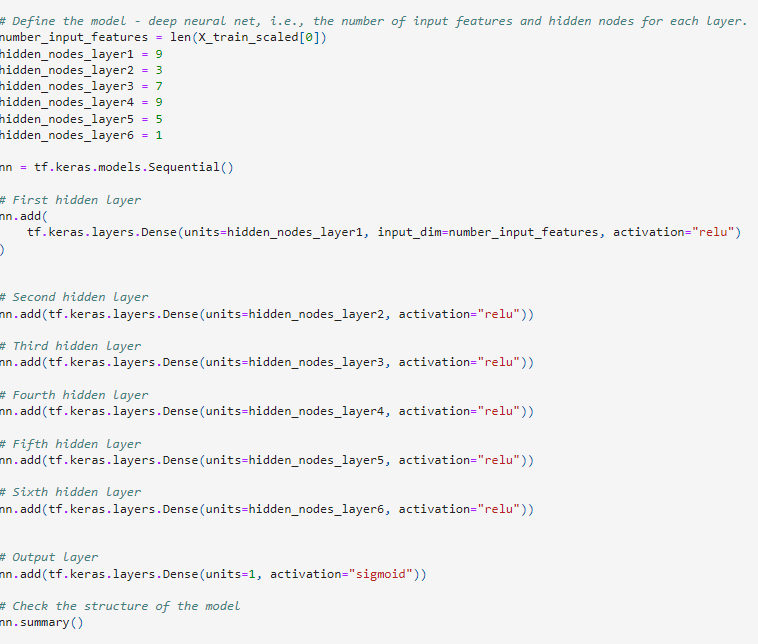 # Define the model - deep neural net, i.e., the number of input features and hidden nodes for each layer.
number_input_features = len(X_train_scaled[0])
hidden_nodes_layer1 = 9
hidden_nodes_layer2 = 3
hidden_nodes_layer3 = 7
hidden_nodes_layer4 = 9
hidden_nodes_layer5 = 5
hidden_nodes_layer6 = 1
nn = tf.keras.models.Sequential()
# First hidden layer
nn.add(
    tf.keras.layers.Dense(units=hidden_nodes_layer1, input_dim=number_input_features, activation="relu")
)
# Second hidden layer
nn.add(tf.keras.layers.Dense(units=hidden_nodes_layer2, activation="relu"))
# Third hidden layer
nn.add(tf.keras.layers.Dense(units=hidden_nodes_layer3, activation="relu"))
# Fourth hidden layer
nn.add(tf.keras.layers.Dense(units=hidden_nodes_layer4, activation="relu"))
# Fifth hidden layer
nn.add(tf.keras.layers.Dense(units=hidden_nodes_layer5, activation="relu"))
# Sixth hidden layer
nn.add(tf.keras.layers.Dense(units=hidden_nodes_layer6, activation="relu"))
# Output layer
nn.add(tf.keras.layers.Dense(units=1, activation="sigmoid"))
# Check the structure of the model
nn.summary()